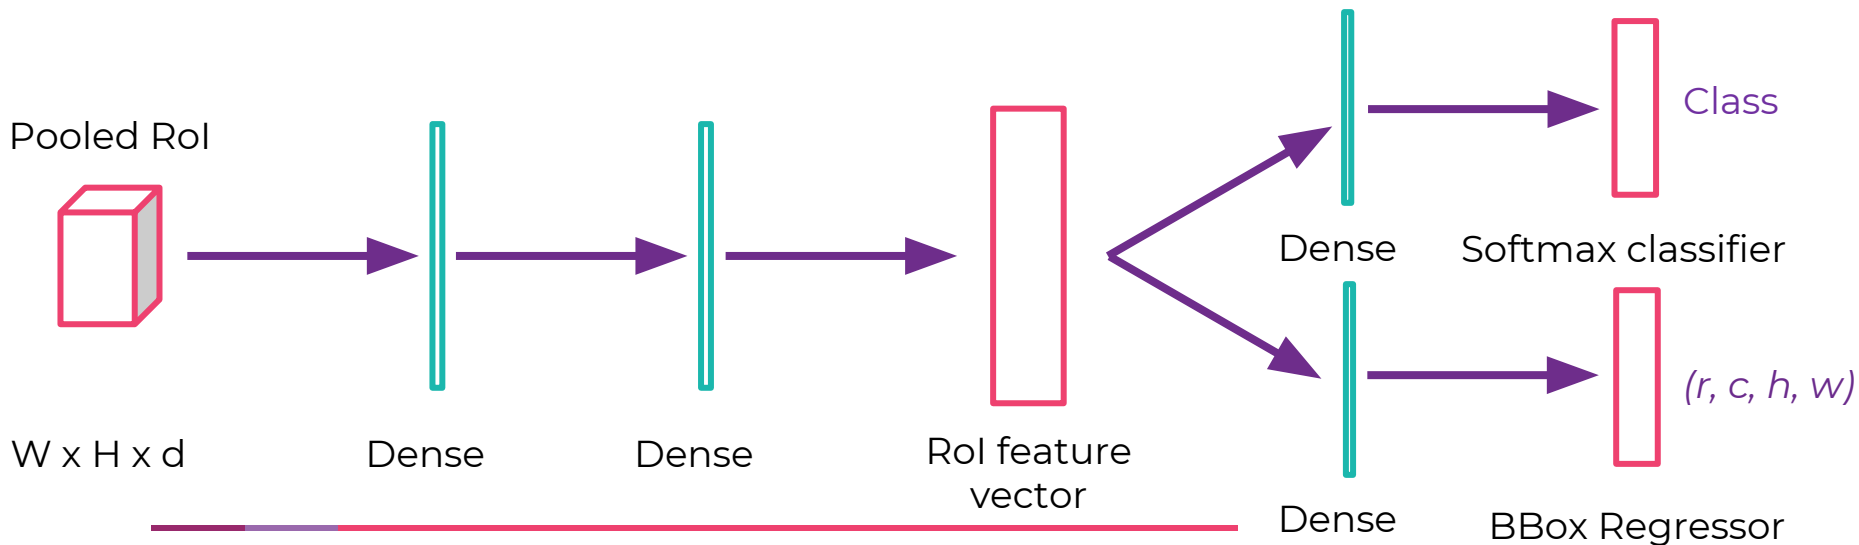 Pooled RoI
W x H x d
Dense
Dense
RoI feature
vector
Dense
Softmax classifier
Class
Dense
BBox Regressor
(r, c, h, w)